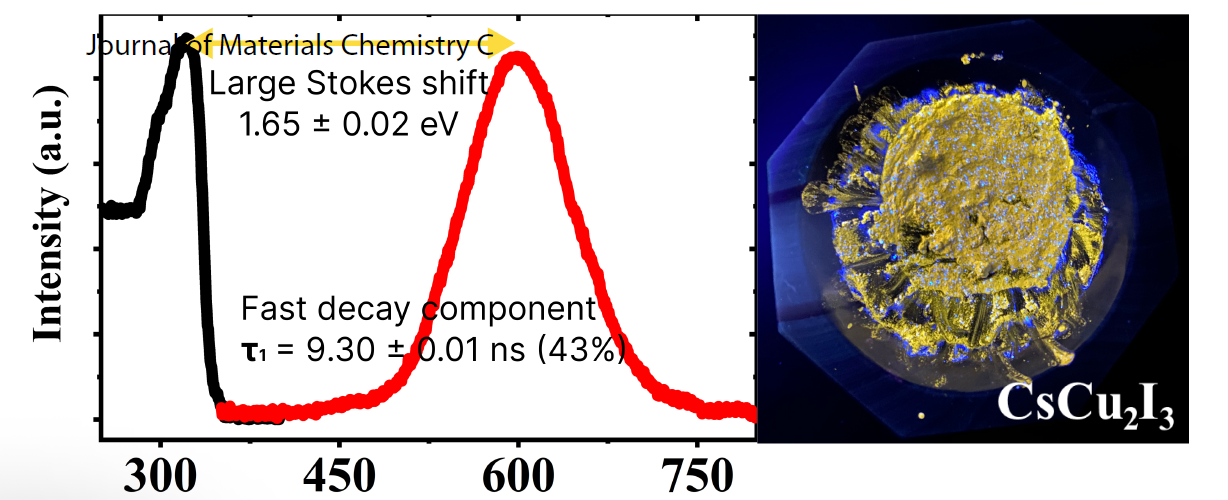 Journal of Materials Chemistry C
Large Stokes shift
1.65 ± 0.02 eV
Intensity (a.u.)
Fast decay component
τ₁ = 9.30 ± 0.01 ns (43%)
300 450 600 750
CsCu₂I₃